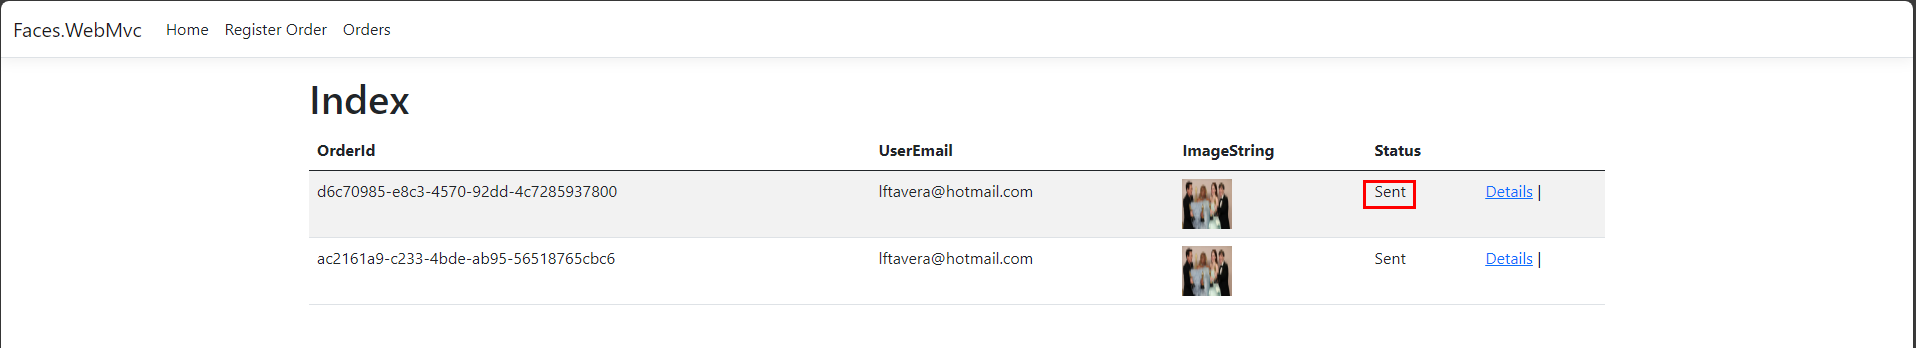 Faces.WebMvc Home Register Order Orders
Index
OrderId UserEmail ImageString Status
d6c70985-e8c3-4570-92dd-4c7285937800 lftavera@hotmail.com Sent Details |
ac2161a9-c233-4bde-ab95-56518765cbc6 lftavera@hotmail.com Sent Details |